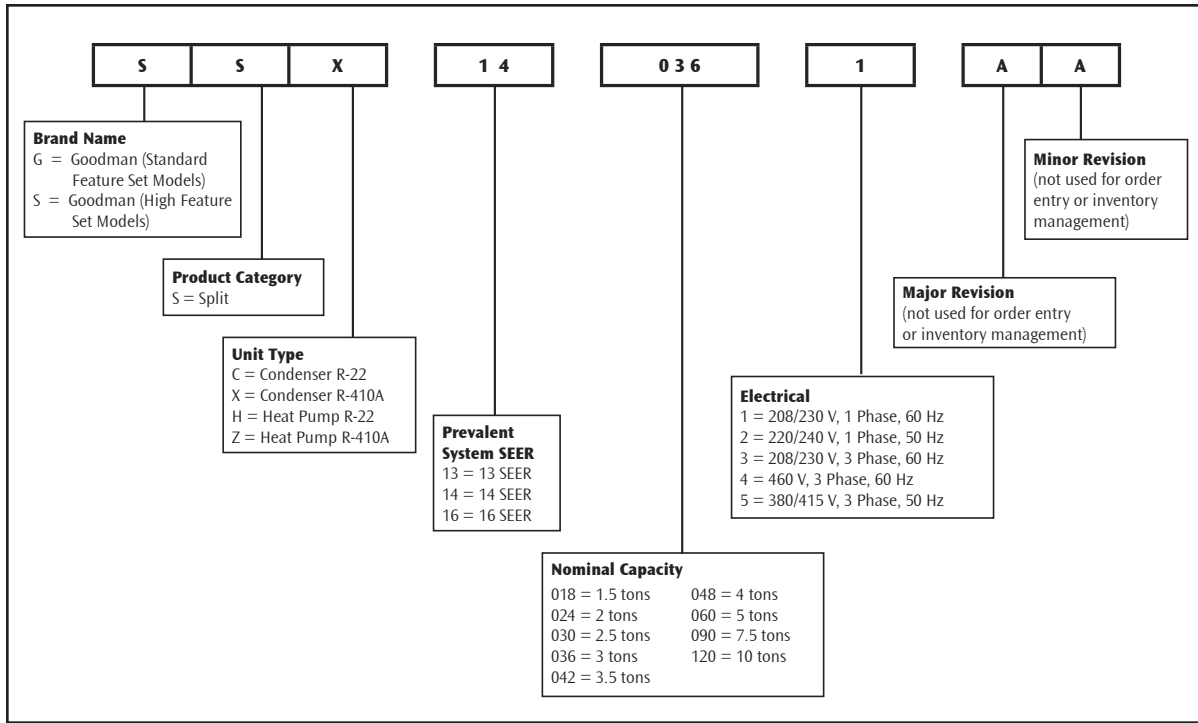 S S X 1 4 0 3 6 1 A A
Brand Name
G = Goodman (Standard
Feature Set Models)
S = Goodman (High Feature
Set Models)
Minor Revision
(not used for order
entry or inventory
management)
Product Category
S = Split
Major Revision
(not used for order entry
or inventory management)
Unit Type
C = Condenser R-22
X = Condenser R-410A
H = Heat Pump R-22
Z = Heat Pump R-410A
Electrical
1 = 208/230 V, 1 Phase, 60 Hz
2 = 220/240 V, 1 Phase, 50 Hz
3 = 208/230 V, 3 Phase, 60 Hz
4 = 460 V, 3 Phase, 60 Hz
5 = 380/415 V, 3 Phase, 50 Hz
Prevalent
System SEER
13 = 13 SEER
14 = 14 SEER
16 = 16 SEER
Nominal Capacity
018 = 1.5 tons
024 = 2 tons
030 = 2.5 tons
036 = 3 tons
042 = 3.5 tons
048 = 4 tons
060 = 5 tons
090 = 7.5 tons
120 = 10 tons